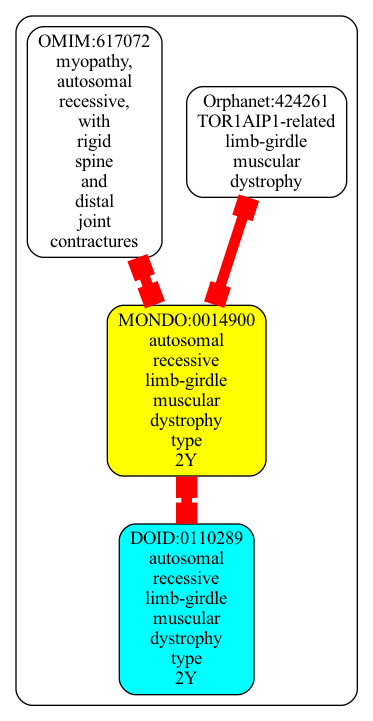 OMIM:617072
myopathy,
autosomal
recessive,
with
rigid
spine
and
distal
joint
contractures
Orphanet:424261
TOR1AIP1-related
limb-girdle
muscular
dystrophy
MONDO:0014900
autosomal
recessive
limb-girdle
muscular
dystrophy
type
2Y
DOID:0110289
autosomal
recessive
limb-girdle
muscular
dystrophy
type
2Y